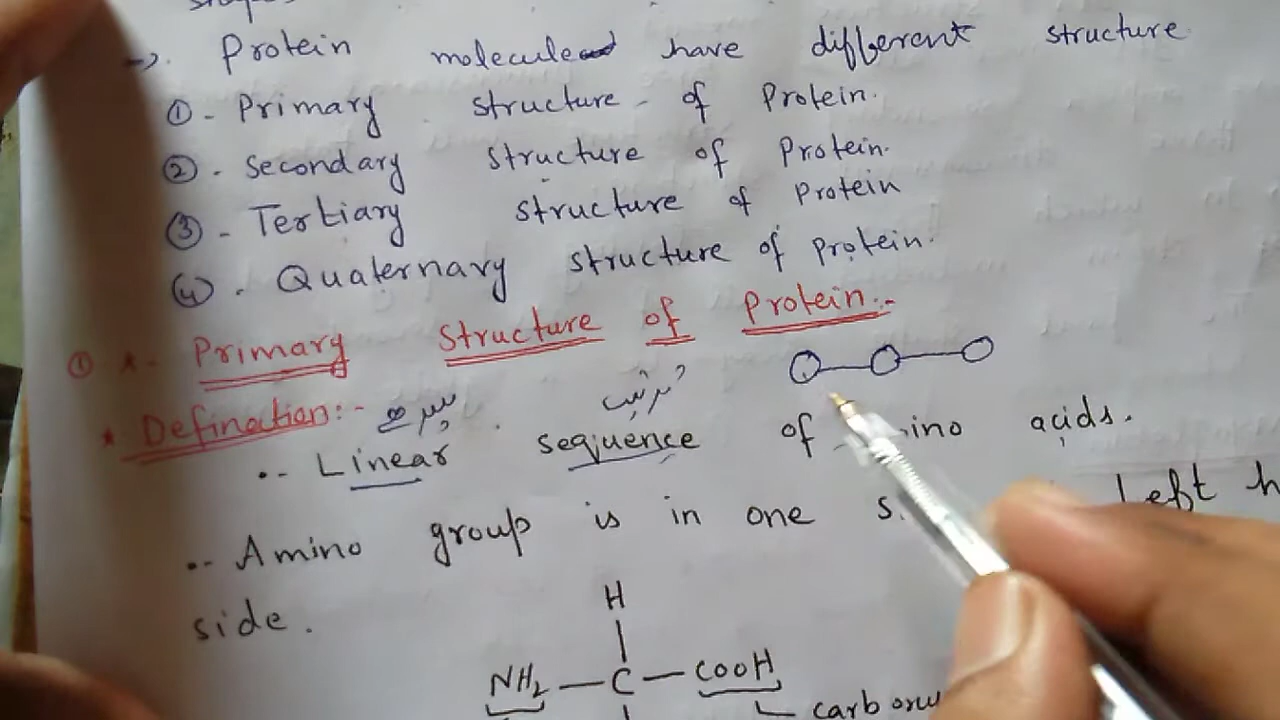 →. Protein molecule have different structure
① - Primary structure - of Protein.
② . Secondary structure of Protein.
③ - Tertiary structure of Protein
④ . Quaternary structure of protein.
① *- Primary Structure of Protein:-
* Defination:-
ترتیب
.- Linear sequence of acids.
.. Amino group is in one Left
side.
H
NH₂ — C — COOH